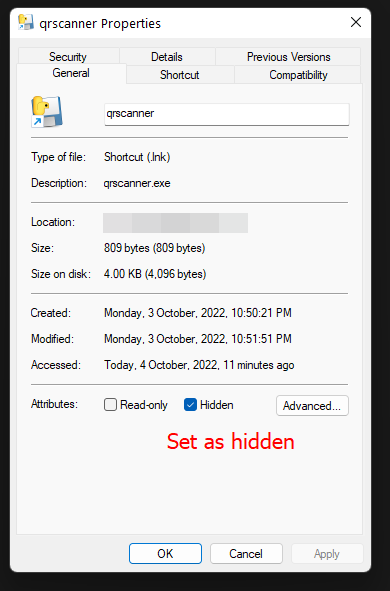 qrscanner Properties
Security Details Previous Versions
General Shortcut Compatibility
qrscanner
Type of file: Shortcut (.lnk)
Description: qrscanner.exe
Location:
Size: 809 bytes (809 bytes)
Size on disk: 4.00 KB (4,096 bytes)
Created: Monday, 3 October, 2022, 10:50:21 PM
Modified: Monday, 3 October, 2022, 10:51:51 PM
Accessed: Today, 4 October, 2022, 11 minutes ago
Attributes: Read-only Hidden Advanced...
Set as hidden
OK Cancel Apply